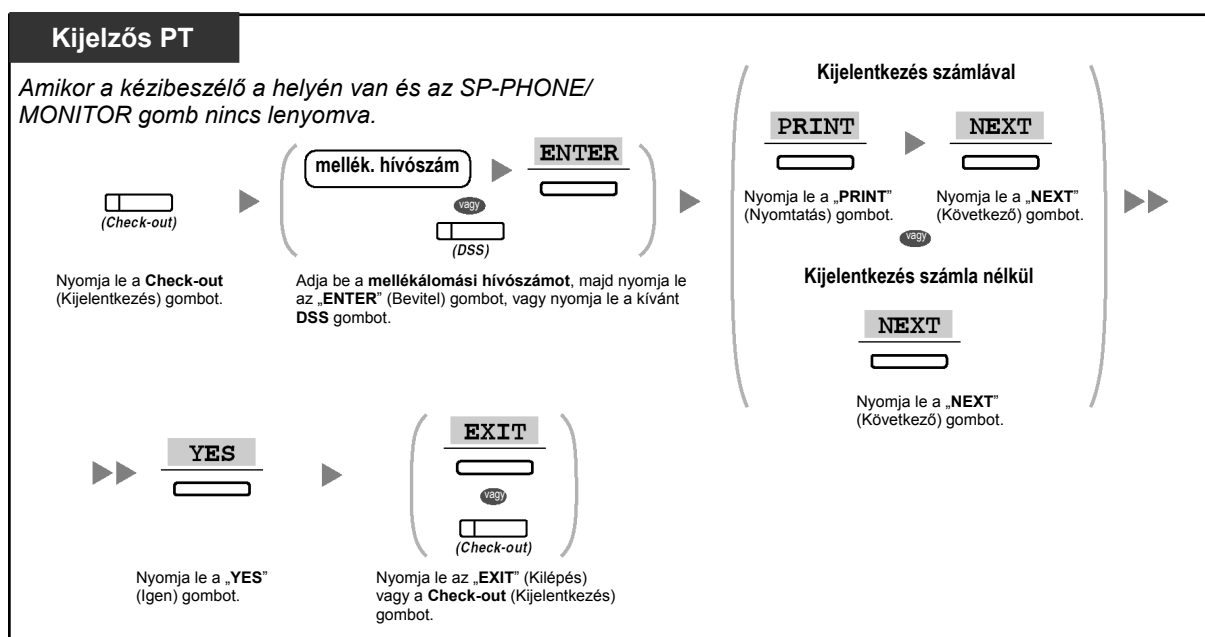 Kijelzős PT
Amikor a kézibeszélő a helyén van és az SP-PHONE/
MONITOR gomb nincs lenyomva.
(Check-out)
Nyomja le a Check-out
(Kijelentkezés) gombot.
mellék. hívószám
ENTER
vagy
(DSS)
Adja be a mellékálomási hívószámot, majd nyomja le
az „ENTER” (Bevitel) gombot, vagy nyomja le a kívánt
DSS gombot.
Kijelentkezés számlával
PRINT
NEXT
Nyomja le a „PRINT”
(Nyomtatás) gombot.
Nyomja le a „NEXT”
(Következő) gombot.
vagy
Kijelentkezés számla nélkül
NEXT
Nyomja le a „NEXT”
(Következő) gombot.
YES
Nyomja le a „YES”
(Igen) gombot.
EXIT
vagy
(Check-out)
Nyomja le az „EXIT” (Kilépés)
vagy a Check-out (Kijelentkezés)
gombot.